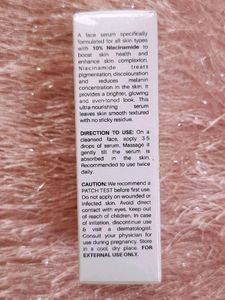 A face serum specifically
formulated for all skin types
with 10% Niacinamide to
boost skin health and
enhance skin complexion.
Niacinamide treats
pigmentation, discolouration
and reduces melanin
concentration in the skin. It
provides a brighter, glowing
and even-toned look. This
ultra-nourishing serum
leaves skin smooth textured
with no sticky residue.
DIRECTION TO USE: On a
cleansed face, apply 3-5
drops of serum. Massage it
gently till the serum is
absorbed in the skin.
Recommended to use twice
daily.
CAUTION: We recommend a
PATCH TEST before first use.
Do not apply on wounded or
infected skin. Avoid direct
contact with eyes. Keep out
of reach of children. In case
of irritation, discontinue use
& visit a dermatologist.
Consult your physician for
use during pregnancy. Store
in a cool, dry place. FOR
EXTERNAL USE ONLY.